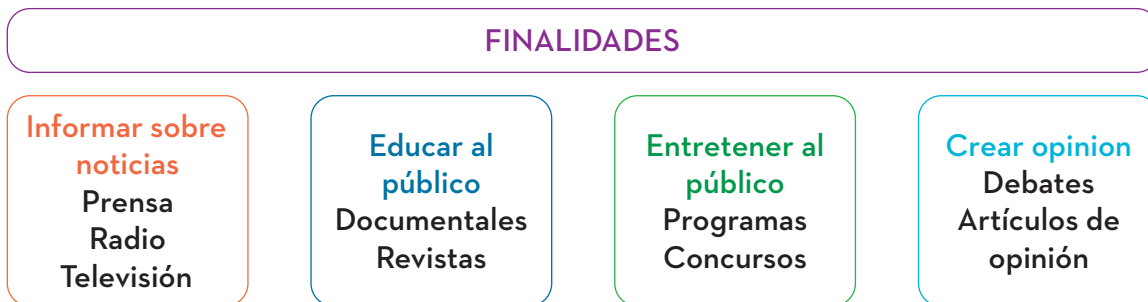 FINALIDADES
Informar sobre
noticias
Prensa
Radio
Televisión
Educar al
público
Documentales
Revistas
Entretener al
público
Programas
Concursos
Crear opinion
Debates
Artículos de
opinión